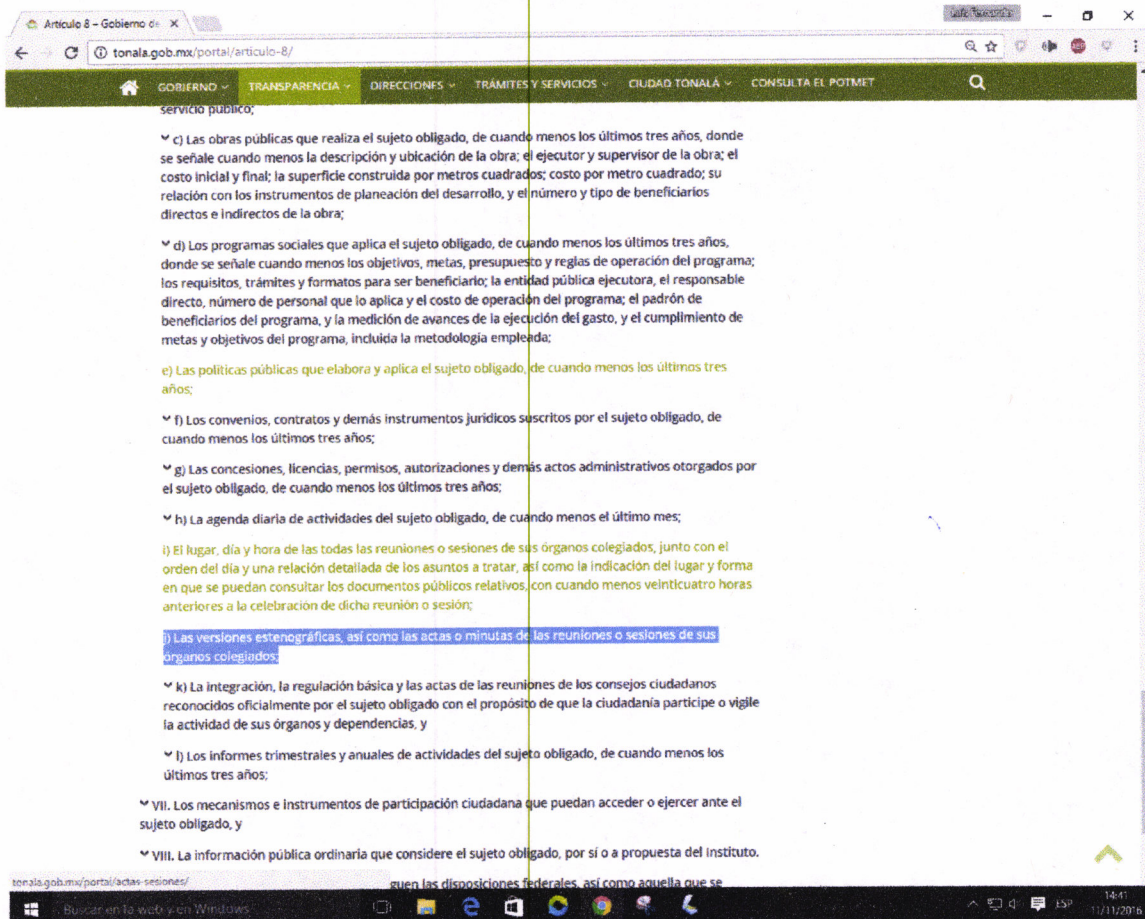 Artículo 8 – Gobierno de
tonala.gob.mx/portal/articulo-8/
GOBIERNO TRANSPARENCIA DIRECCIONES TRÁMITES Y SERVICIOS CIUDAD TONALÁ CONSULTA EL POTMET
servicio público;
c) Las obras públicas que realiza el sujeto obligado, de cuando menos los últimos tres años, donde
se señale cuando menos la descripción y ubicación de la obra; el ejecutor y supervisor de la obra; el
costo inicial y final; la superficie construida por metros cuadrados; costo por metro cuadrado; su
relación con los instrumentos de planeación del desarrollo, y el número y tipo de beneficiarios
directos e indirectos de la obra;
d) Los programas sociales que aplica el sujeto obligado, de cuando menos los últimos tres años,
donde se señale cuando menos los objetivos, metas, presupuesto y reglas de operación del programa;
los requisitos, trámites y formatos para ser beneficiario; la entidad pública ejecutora, el responsable
directo, número de personal que lo aplica y el costo de operación del programa; el padrón de
beneficiarios del programa, y la medición de avances de la ejecución del gasto, y el cumplimiento de
metas y objetivos del programa, incluida la metodología empleada;
e) Las políticas públicas que elabora y aplica el sujeto obligado, de cuando menos los últimos tres
años;
f) Los convenios, contratos y demás instrumentos jurídicos suscritos por el sujeto obligado, de
cuando menos los últimos tres años;
g) Las concesiones, licencias, permisos, autorizaciones y demás actos administrativos otorgados por
el sujeto obligado, de cuando menos los últimos tres años;
h) La agenda diaria de actividades del sujeto obligado, de cuando menos el último mes;
i) El lugar, día y hora de las todas las reuniones o sesiones de sus órganos colegiados, junto con el
orden del día y una relación detallada de los asuntos a tratar, así como la indicación del lugar y forma
en que se puedan consultar los documentos públicos relativos, con cuando menos veinticuatro horas
anteriores a la celebración de dicha reunión o sesión;
j) Las versiones estenográficas, así como las actas o minutas de las reuniones o sesiones de sus
órganos colegiados;
k) La integración, la regulación básica y las actas de las reuniones de los consejos ciudadanos
reconocidos oficialmente por el sujeto obligado con el propósito de que la ciudadanía participe o vigile
la actividad de sus órganos y dependencias, y
l) Los informes trimestrales y anuales de actividades del sujeto obligado, de cuando menos los
últimos tres años;
VII. Los mecanismos e instrumentos de participación ciudadana que puedan acceder o ejercer ante el
sujeto obligado, y
VIII. La información pública ordinaria que considere el sujeto obligado, por sí o a propuesta del Instituto.
tonala.gob.mx/portal/actas-sesiones/ guen las disposiciones federales, así como aquella que se
Buscar en la web y en Windows ESP 14:41
11/11/2016